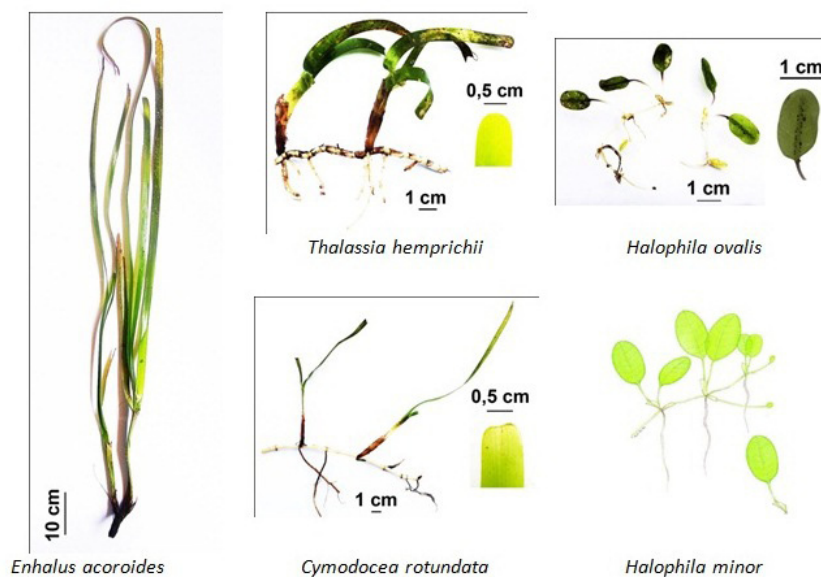 0,5 cm
1 cm
Thalassia hemprichii
1 cm
1 cm
Halophila ovalis
10 cm
Enhalus acoroides
0,5 cm
1 cm
Cymodocea rotundata
Halophila minor